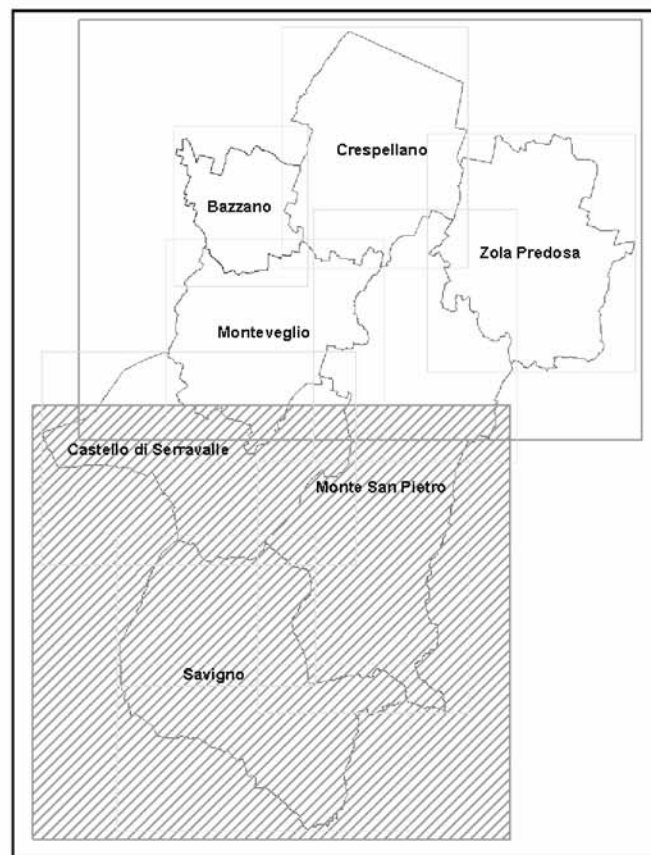 Crespellano
Bazzano
Zola Predosa
Monteveglio
Castello di Serravalle
Monte San Pietro
Savigno